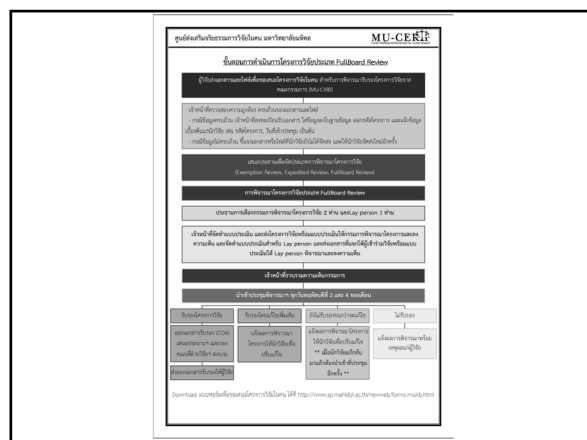 ศูนย์ส่งเสริมจริยธรรมการวิจัยในคน มหาวิทยาลัยมหิดล
MU-CERif
ขั้นตอนการดำเนินการโครงการวิจัยประเภท FullBoard Review
ผู้วิจัยส่งเอกสารและไฟล์เพื่อขอเสนอโครงการวิจัยในคน สำหรับการพิจารณารับรองโครงการวิจัยจาก
คณะกรรมการ (MU-CIRB)
เจ้าหน้าที่ตรวจสอบความถูกต้อง ครบถ้วนของเอกสารและไฟล์
- กรณีข้อมูลครบถ้วน เจ้าหน้าที่ลงทะเบียนรับเอกสาร ใส่ข้อมูลลงในฐานข้อมูล ออกรหัสโครงการ และแจ้งข้อมูล
เบื้องต้นแก่นักวิจัย เช่น รหัสโครงการ, วันที่เข้าประชุม เป็นต้น
- กรณีข้อมูลไม่ครบถ้วน ชี้แจงเอกสารหรือไฟล์ที่นักวิจัยยังไม่ได้จัดส่ง และให้นักวิจัยจัดส่งใหม่อีกครั้ง
เสนอประธานเพื่อจัดประเภทการพิจารณาโครงการวิจัย
(Exemption Review, Expedited Review, FullBoard Review)
การพิจารณาโครงการวิจัยประเภท FullBoard Review
ประธานการเลือกกรรมการพิจารณาโครงการวิจัย 2 ท่าน และLay person 1 ท่าน
เจ้าหน้าที่จัดทำแบบประเมิน และส่งโครงการวิจัยพร้อมแบบประเมินให้กรรมการพิจารณาโครงการและลง
ความเห็น และจัดทำแบบประเมินสำหรับ Lay person และส่งเอกสารที่แจกให้ผู้เข้าร่วมวิจัยพร้อมแบบ
ประเมินให้ Lay person พิจารณาและลงความเห็น
เจ้าหน้าที่รวบรวมความเห็นกรรมการ
นำเข้าประชุมพิจารณาฯ ทุกวันพฤหัสบดีที่ 2 และ 4 ของเดือน
รับรองโครงการวิจัย
รับรองโดยแก้ไขเพิ่มเติม
ยังไม่รับรองจนกว่าจะแก้ไข
ไม่รับรอง
ออกเอกสารรับรอง (COA)
เสนอประธานฯ และรอง
คณบดีฝ่ายวิจัยฯ ลงนาม
แจ้งผลการพิจารณา
โครงการให้นักวิจัยเพื่อ
ปรับแก้ไข
แจ้งผลการพิจารณาโครงการ
ให้นักวิจัยเพื่อปรับแก้ไข
** เมื่อนักวิจัยแก้กลับ
มาแล้วต้องนำเข้าที่ประชุม
อีกครั้ง **
แจ้งผลการพิจารณาพร้อม
เหตุผลแก่ผู้วิจัย
ส่งเอกสารรับรองให้ผู้วิจัย
Download แบบฟอร์มเพื่อขอเสนอโครงการวิจัยในคน ได้ที่ http://www.sp.mahidol.ac.th/newweb/forms-muirb.html